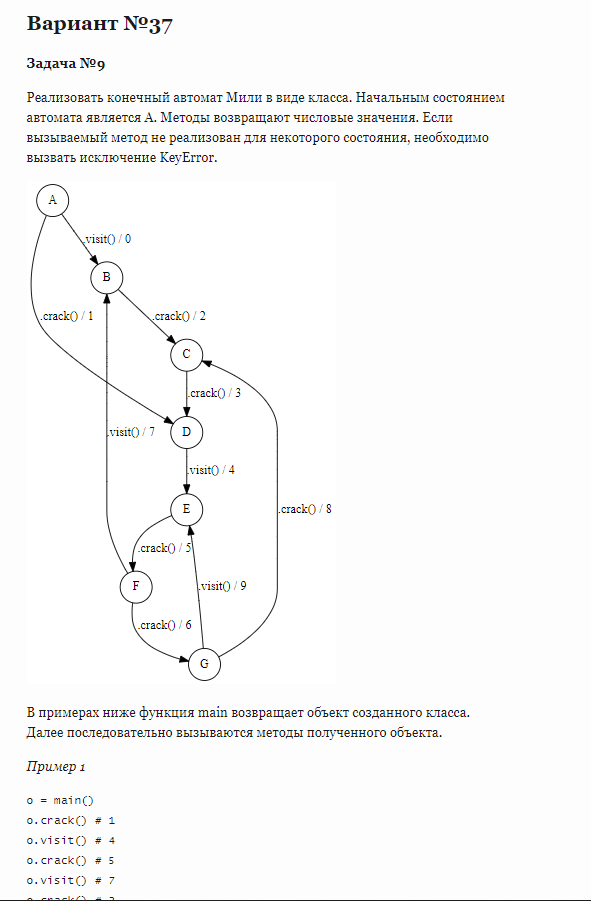 Вариант №37
Задача №9
Реализовать конечный автомат Мили в виде класса. Начальным состоянием
автомата является A. Методы возвращают числовые значения. Если
вызываемый метод не реализован для некоторого состояния, необходимо
вызвать исключение KeyError.
A
.visit() / 0
B
.crack() / 1
.crack() / 2
C
.crack() / 3
.visit() / 7
D
.visit() / 4
E
.crack() / 8
.crack() / 5
F
.visit() / 9
.crack() / 6
G
В примерах ниже функция main возвращает объект созданного класса.
Далее последовательно вызываются методы полученного объекта.
Пример 1
o = main()
o.crack() # 1
o.visit() # 4
o.crack() # 5
o.visit() # 7